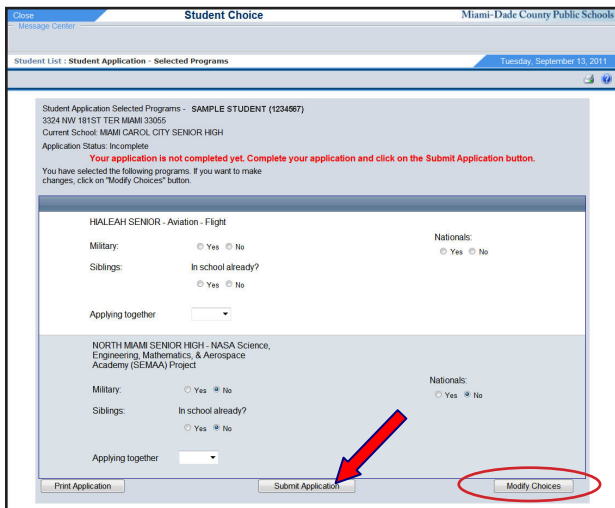 Close Student Choice Miami-Dade County Public Schools
Message Center
Student List : Student Application - Selected Programs Tuesday, September 13, 2011
Student Application Selected Programs - SAMPLE STUDENT (1234567)
3324 NW 181ST TER MIAMI 33055
Current School: MIAMI CAROL CITY SENIOR HIGH
Application Status: Incomplete
Your application is not completed yet. Complete your application and click on the Submit Application button.
You have selected the following programs. If you want to make
changes, click on "Modify Choices" button.
HIALEAH SENIOR - Aviation - Flight
Nationals:
Military: Yes No Yes No
Siblings: In school already?
Yes No
Applying together
NORTH MIAMI SENIOR HIGH - NASA Science,
Engineering, Mathematics, & Aerospace
Academy (SEMAA) Project
Nationals:
Military: Yes No Yes No
Siblings: In school already?
Yes No
Applying together
Print Application Submit Application Modify Choices